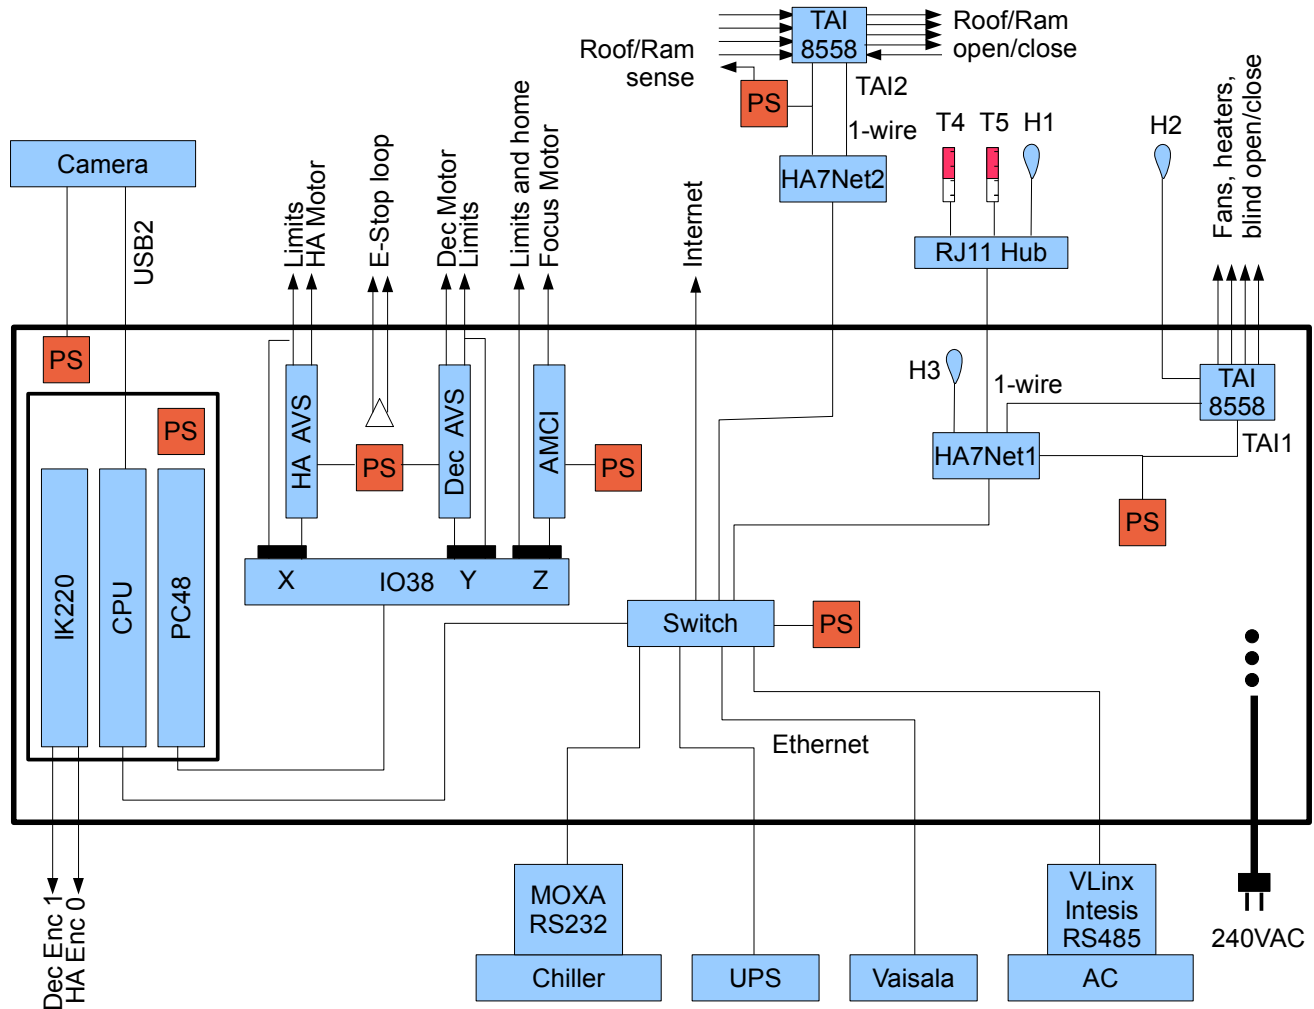 TAI
8558
Roof/Ram
open/close
Roof/Ram
sense
PS
TAI2
1-wire
HA7Net2
T4
T5
H1
H2
Fans, heaters,
blind open/close
RJ11 Hub
Camera
USB2
Limits
HA Motor
E-Stop loop
Dec Motor
Limits
Limits and home
Focus Motor
Internet
PS
PS
HA AVS
PS
Dec AVS
AMCI
PS
H3
1-wire
HA7Net1
TAI
8558
TAI1
PS
IK220
CPU
PC48
X
IO38
Y
Z
Switch
PS
Ethernet
Dec Enc 1
HA Enc 0
MOXA
RS232
Chiller
UPS
Vaisala
VLinx
Intesis
RS485
AC
240VAC